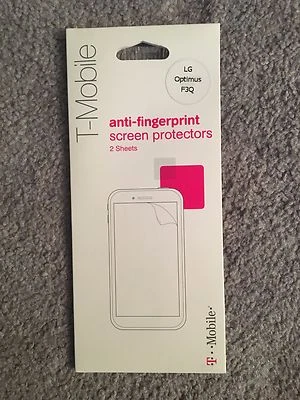 T-Mobile
LG
Optimus
F3Q
anti-fingerprint
screen protectors
2 Sheets
T · · Mobile ·